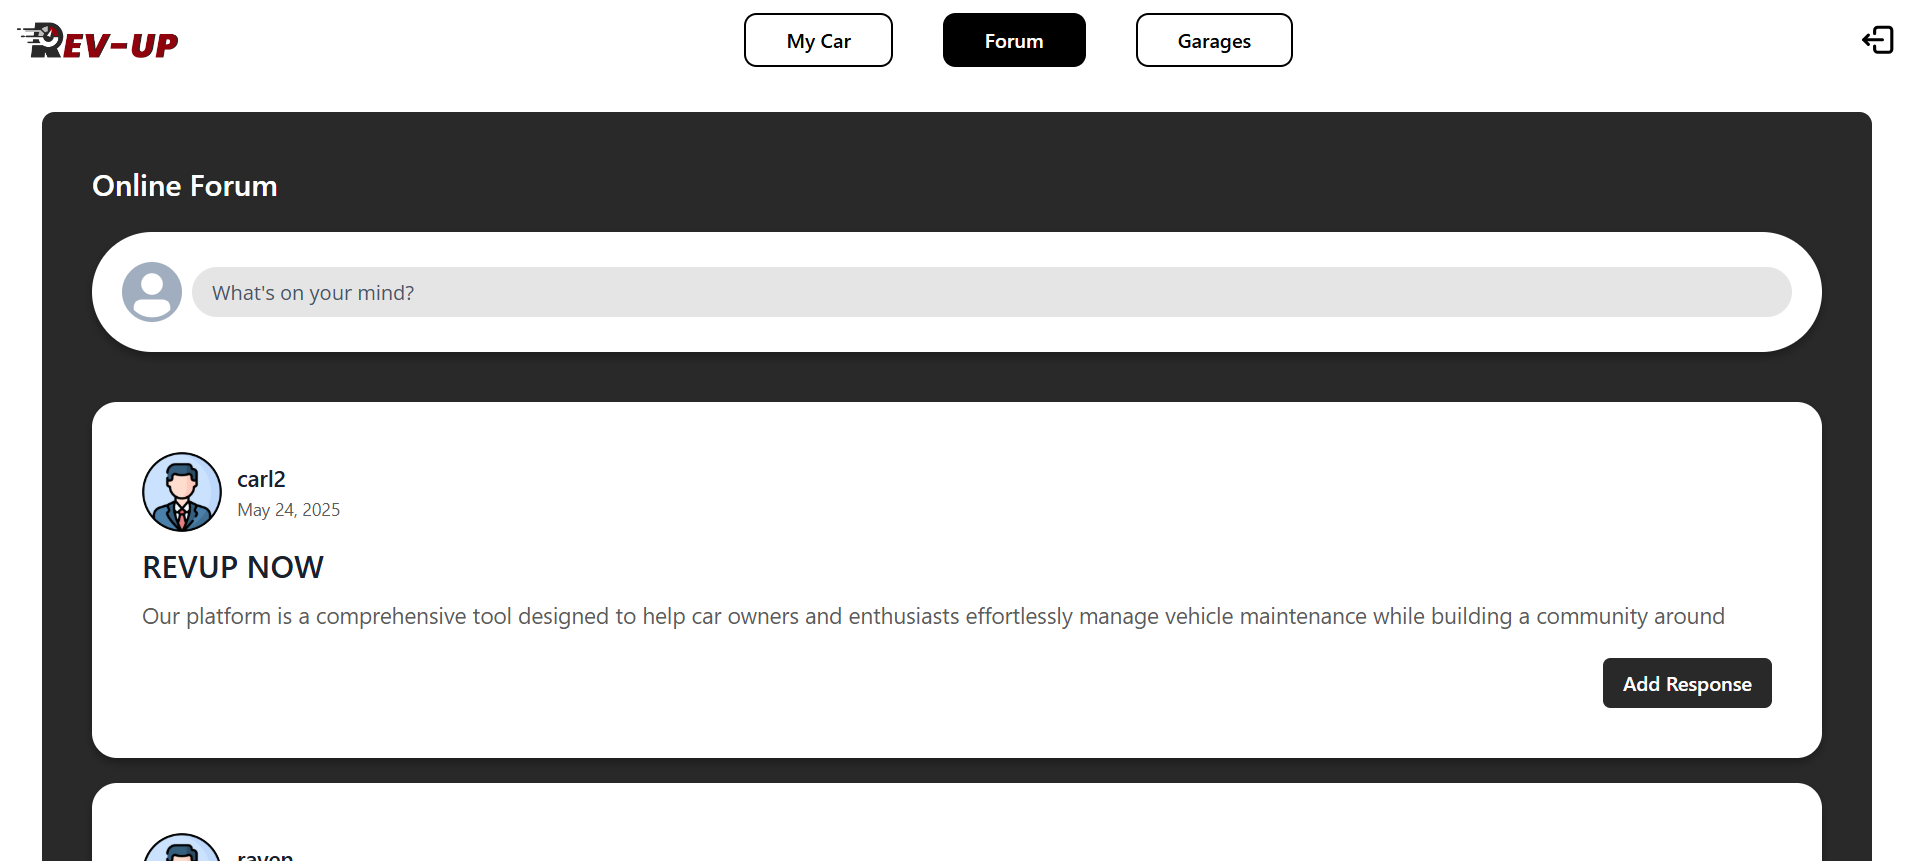 REV-UP
My Car
Forum
Garages
Online Forum
What's on your mind?
carl2
May 24, 2025
REVUP NOW
Our platform is a comprehensive tool designed to help car owners and enthusiasts effortlessly manage vehicle maintenance while building a community around
Add Response
raven